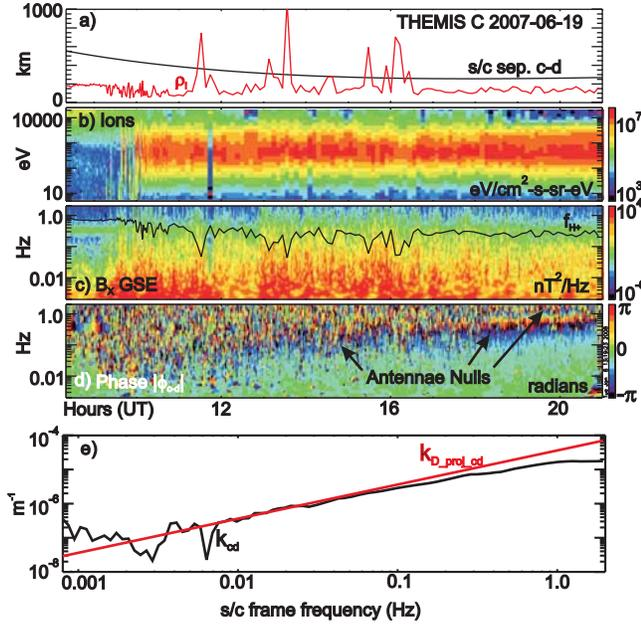 a) THEMIS C 2007-06-19
1000
km
s/c sep. c-d
ρI
0
10000
b) Ions
10⁷
eV
10
eV/cm²-s-sr-eV
10³
1.0
fH+
10⁴
Hz
0.01
c) Bx GSE
nT²/Hz
1.0
π
Hz
0
Antennae Nulls
0.01
d) Phase |ϕcd|
radians
-π
Hours (UT)
12
16
20
10⁻⁴
e)
kD_proj_cd
m⁻¹
10⁻⁶
kcd
10⁻⁸
0.001
0.01
0.1
1.0
s/c frame frequency (Hz)